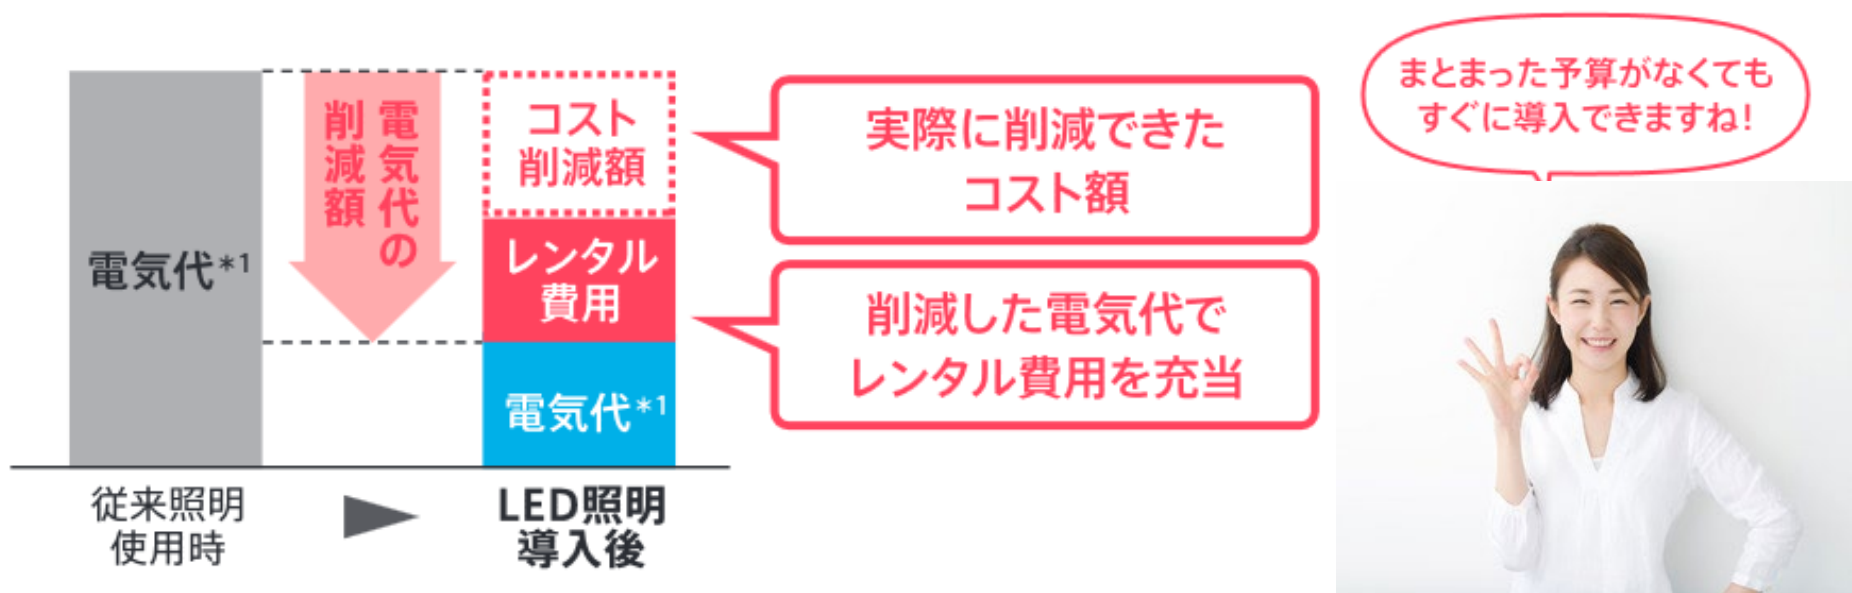 電気代*1
電気代の
削減額
コスト
削減額
レンタル
費用
電気代*1
従来照明
使用時
LED照明
導入後
実際に削減できた
コスト額
削減した電気代で
レンタル費用を充当
まとまった予算がなくても
すぐに導入できますね!